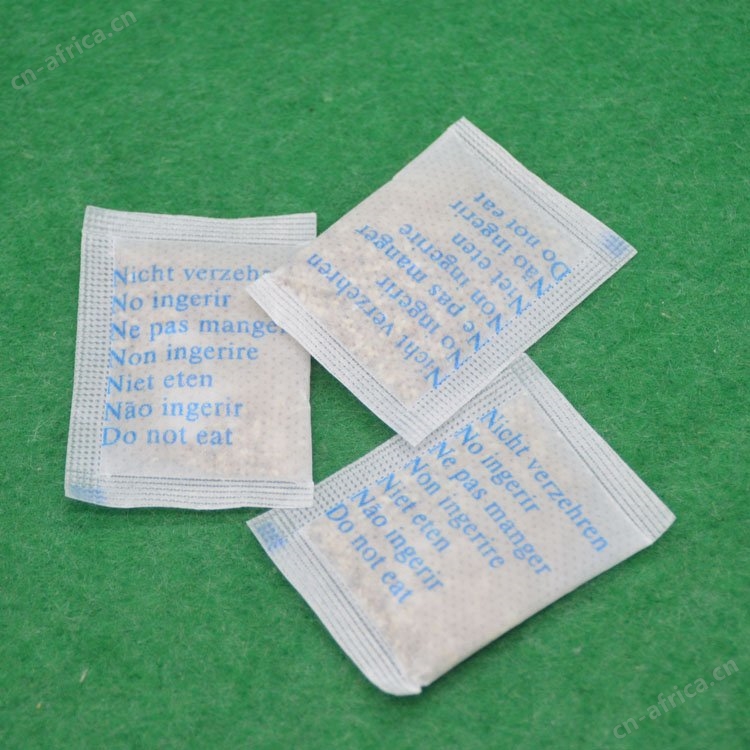 cn-africa.cn
Nicht verzehr
No ingerir
Ne pas manger
Non ingerire
Niet eten
Não ingerir
Do not eat
Nicht verzehren
No ingerir
Ne pas manger
Non ingerire
Niet eten
Não ingerir
Do not eat
Nicht verzehren
No ingerir
Ne pas manger
Non ingerire
Niet eten
Não ingerir
Do not eat
cn-africa.cn